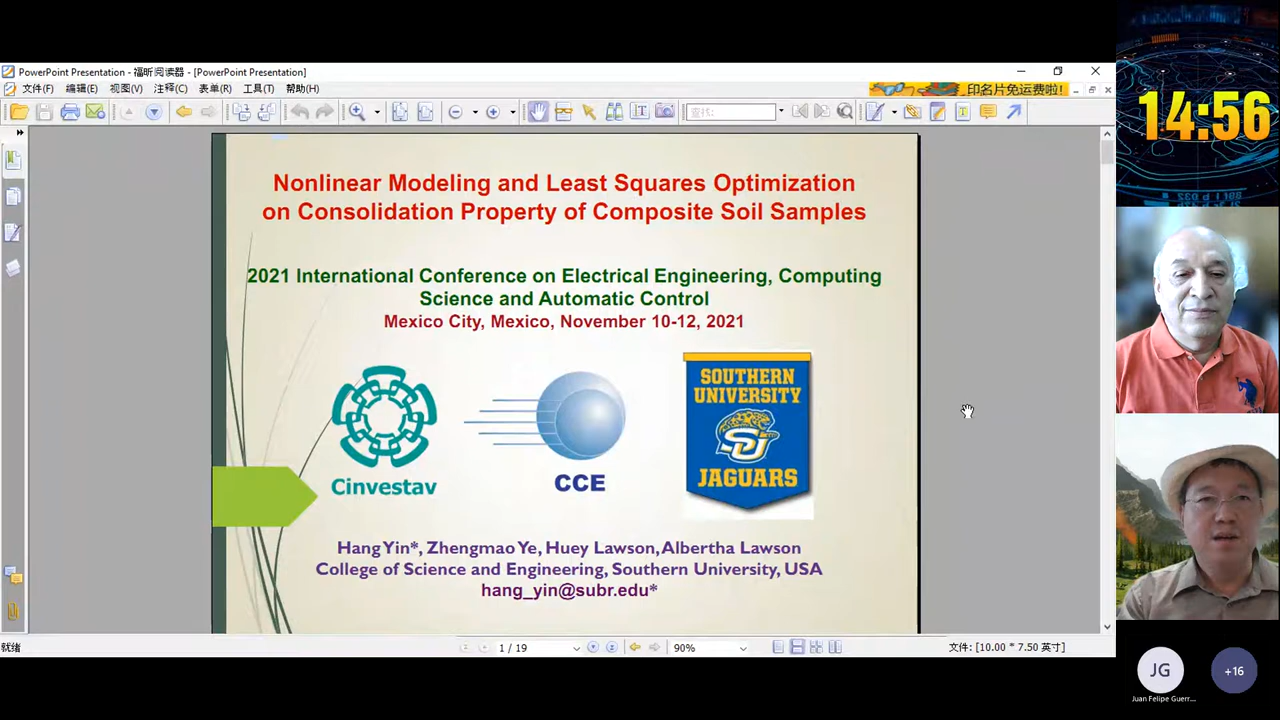 PowerPoint Presentation - 福昕阅读器 - [PowerPoint Presentation]
文件(F) 编辑(E) 视图(V) 注释(C) 表单(R) 工具(T) 帮助(H)
印名片免运费啦!
查找:
14:56
Nonlinear Modeling and Least Squares Optimization
on Consolidation Property of Composite Soil Samples
2021 International Conference on Electrical Engineering, Computing
Science and Automatic Control
Mexico City, Mexico, November 10-12, 2021
SOUTHERN
UNIVERSITY
SU
JAGUARS
Cinvestav
CCE
Hang Yin*, Zhengmao Ye, Huey Lawson, Albertha Lawson
College of Science and Engineering, Southern University, USA
hang_yin@subr.edu*
就绪
1 / 19
90%
文件: [10.00 * 7.50 英寸]
JG
+16
Juan Felipe Guerr...